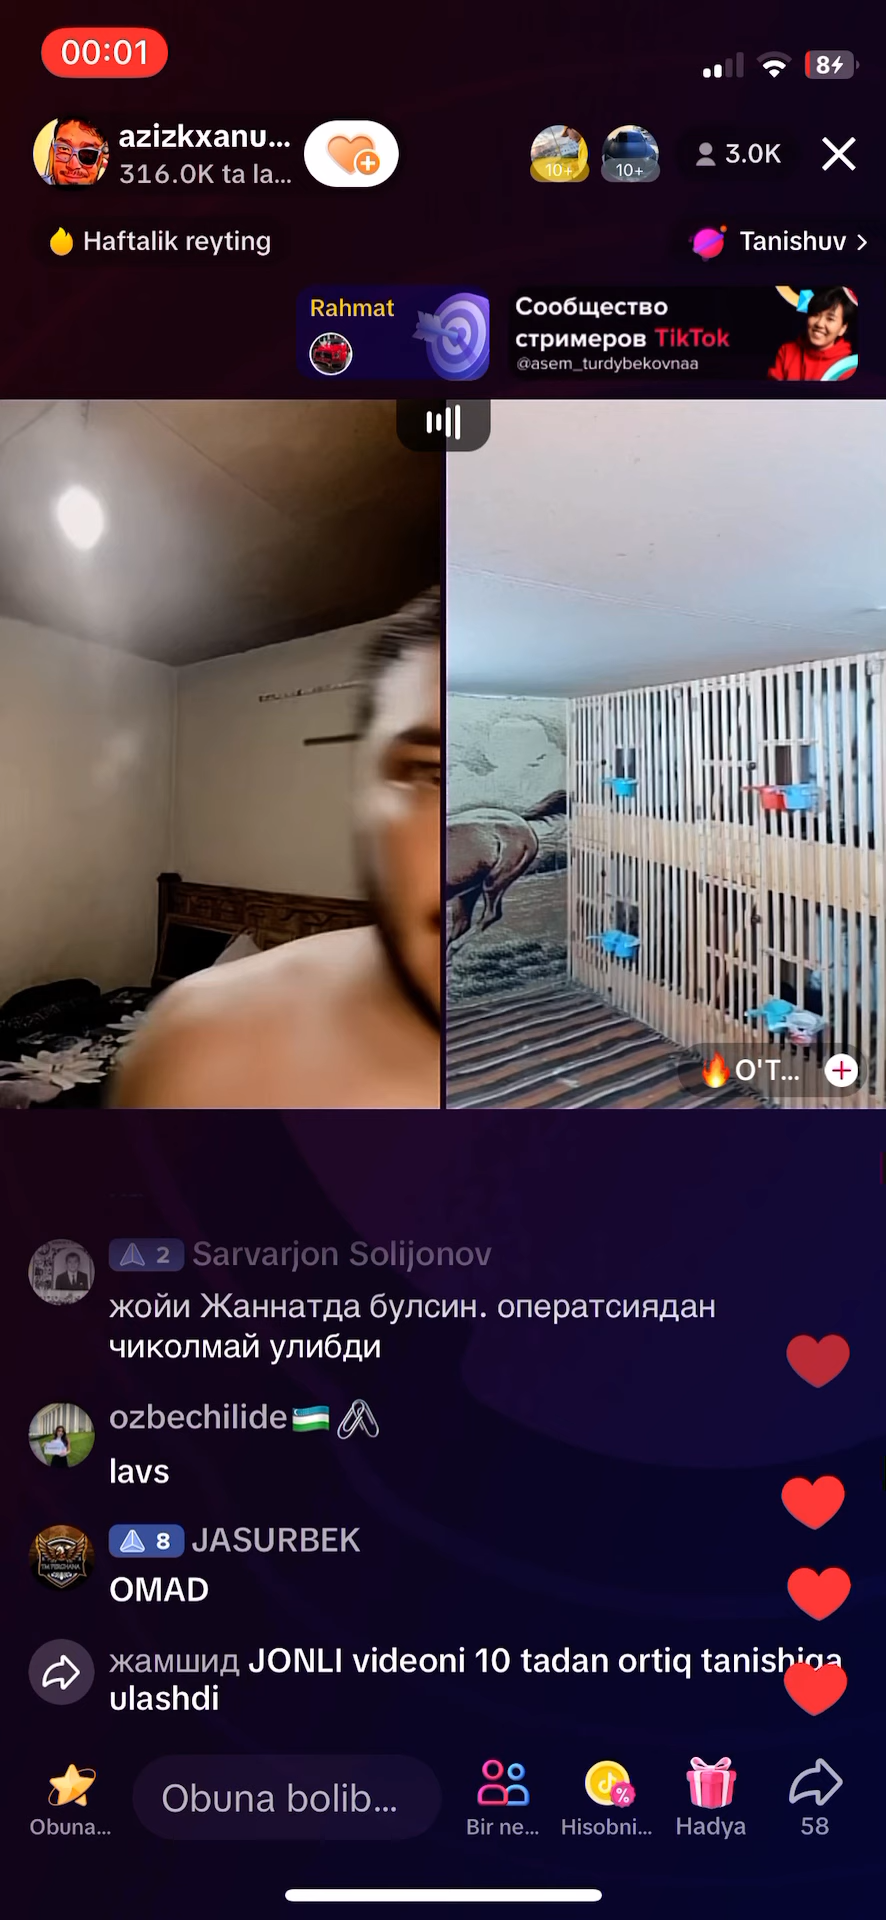 00:01
8
azizkxanu...
316.0K ta la...
10+
10+
3.0K
Haftalik reyting
Tanishuv >
Rahmat
Сообщество
стримеров TikTok
@asem_turdybekovnaa
O'T...
2 Sarvarjon Solijonov
жойи Жаннатда булсин. оператсиядан
чиколмай улибди
ozbechilide
lavs
8 JASURBEK
OMAD
жамшид JONLI videoni 10 tadan ortiq tanishiga
ulashdi
Obuna bolib...
Obuna...
Bir ne...
Hisobni...
Hadya
58